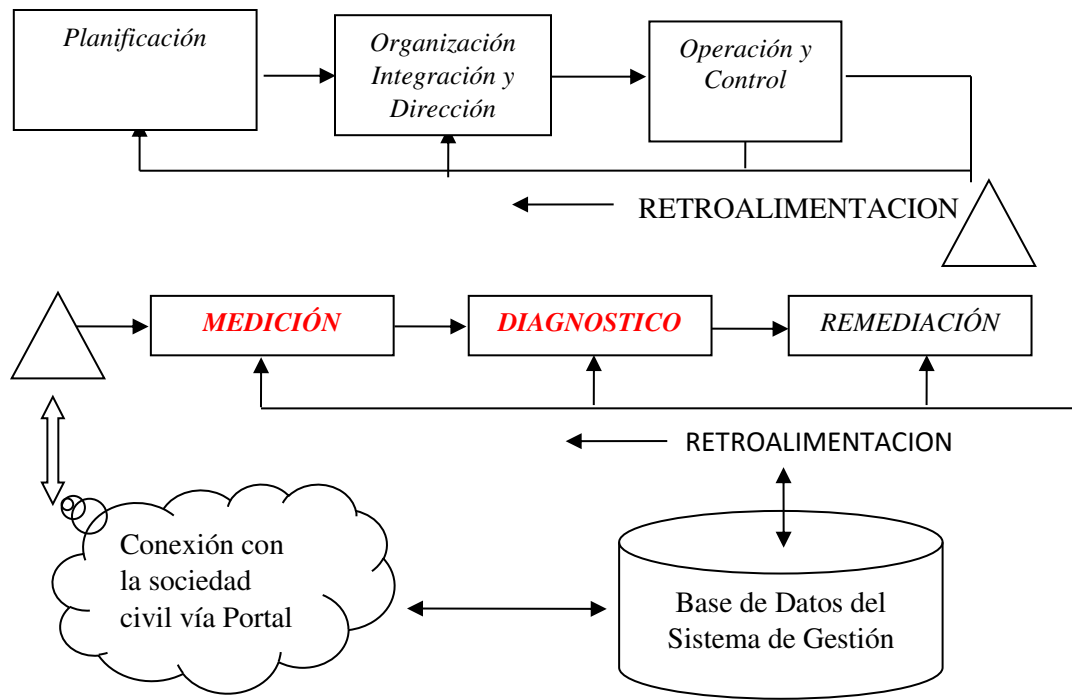 Planificación
Organización
Integración y
Dirección
Operación y
Control
RETROALIMENTACION
MEDICIÓN
DIAGNOSTICO
REMEDIACIÓN
RETROALIMENTACION
Conexión con
la sociedad
civil vía Portal
Base de Datos del
Sistema de Gestión